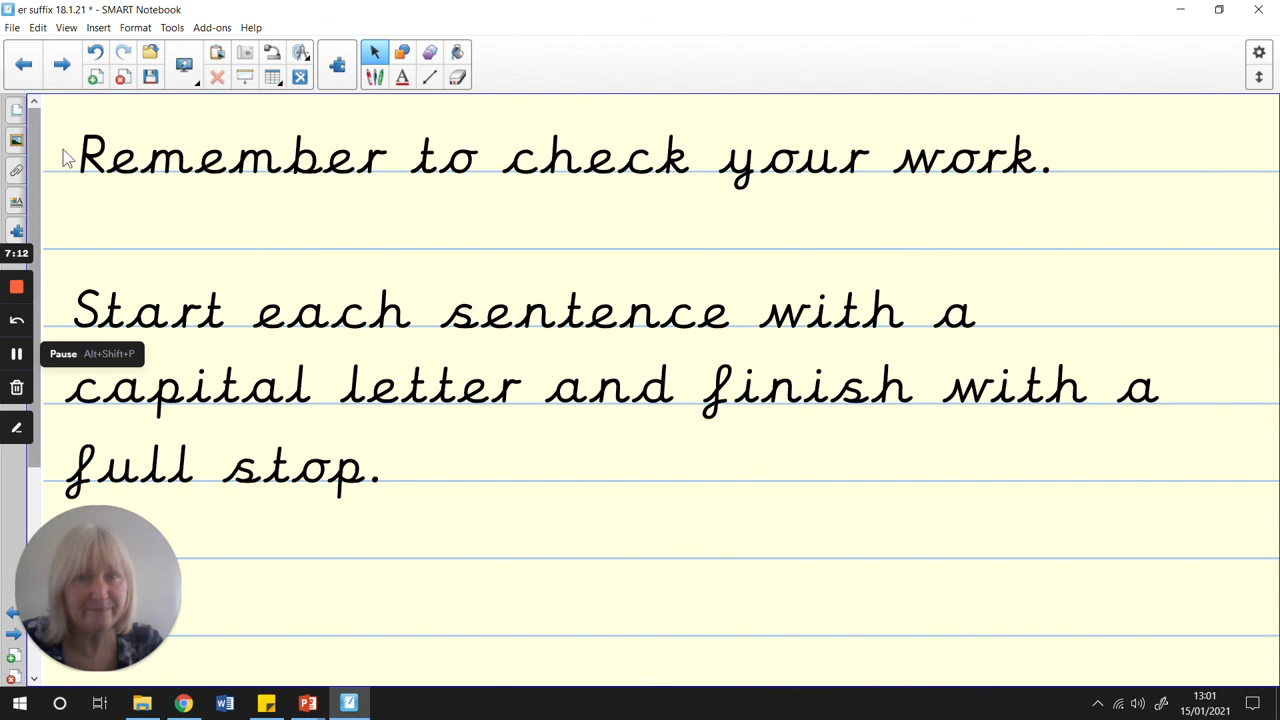 er suffix 18.1.21 * - SMART Notebook
File Edit View Insert Format Tools Add-ons Help
Remember to check your work.
7:12
Start each sentence with a
Pause Alt+Shift+P
capital letter and finish with a
full stop.
13:01
15/01/2021